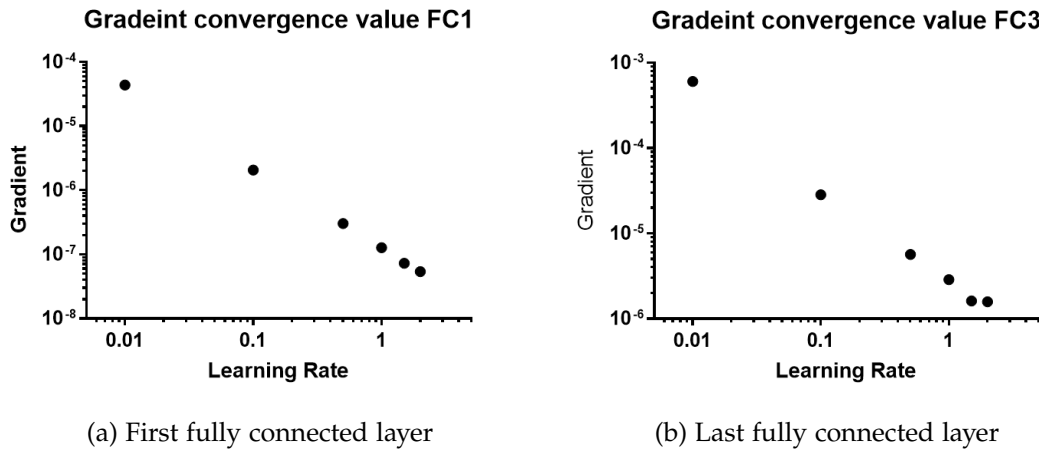 Gradeint convergence value FC1
10-4
10-5
10-6
10-7
10-8
Gradient
0.01 0.1 1
Learning Rate
(a) First fully connected layer
Gradeint convergence value FC3
10-3
10-4
10-5
10-6
Gradient
0.01 0.1 1
Learning Rate
(b) Last fully connected layer